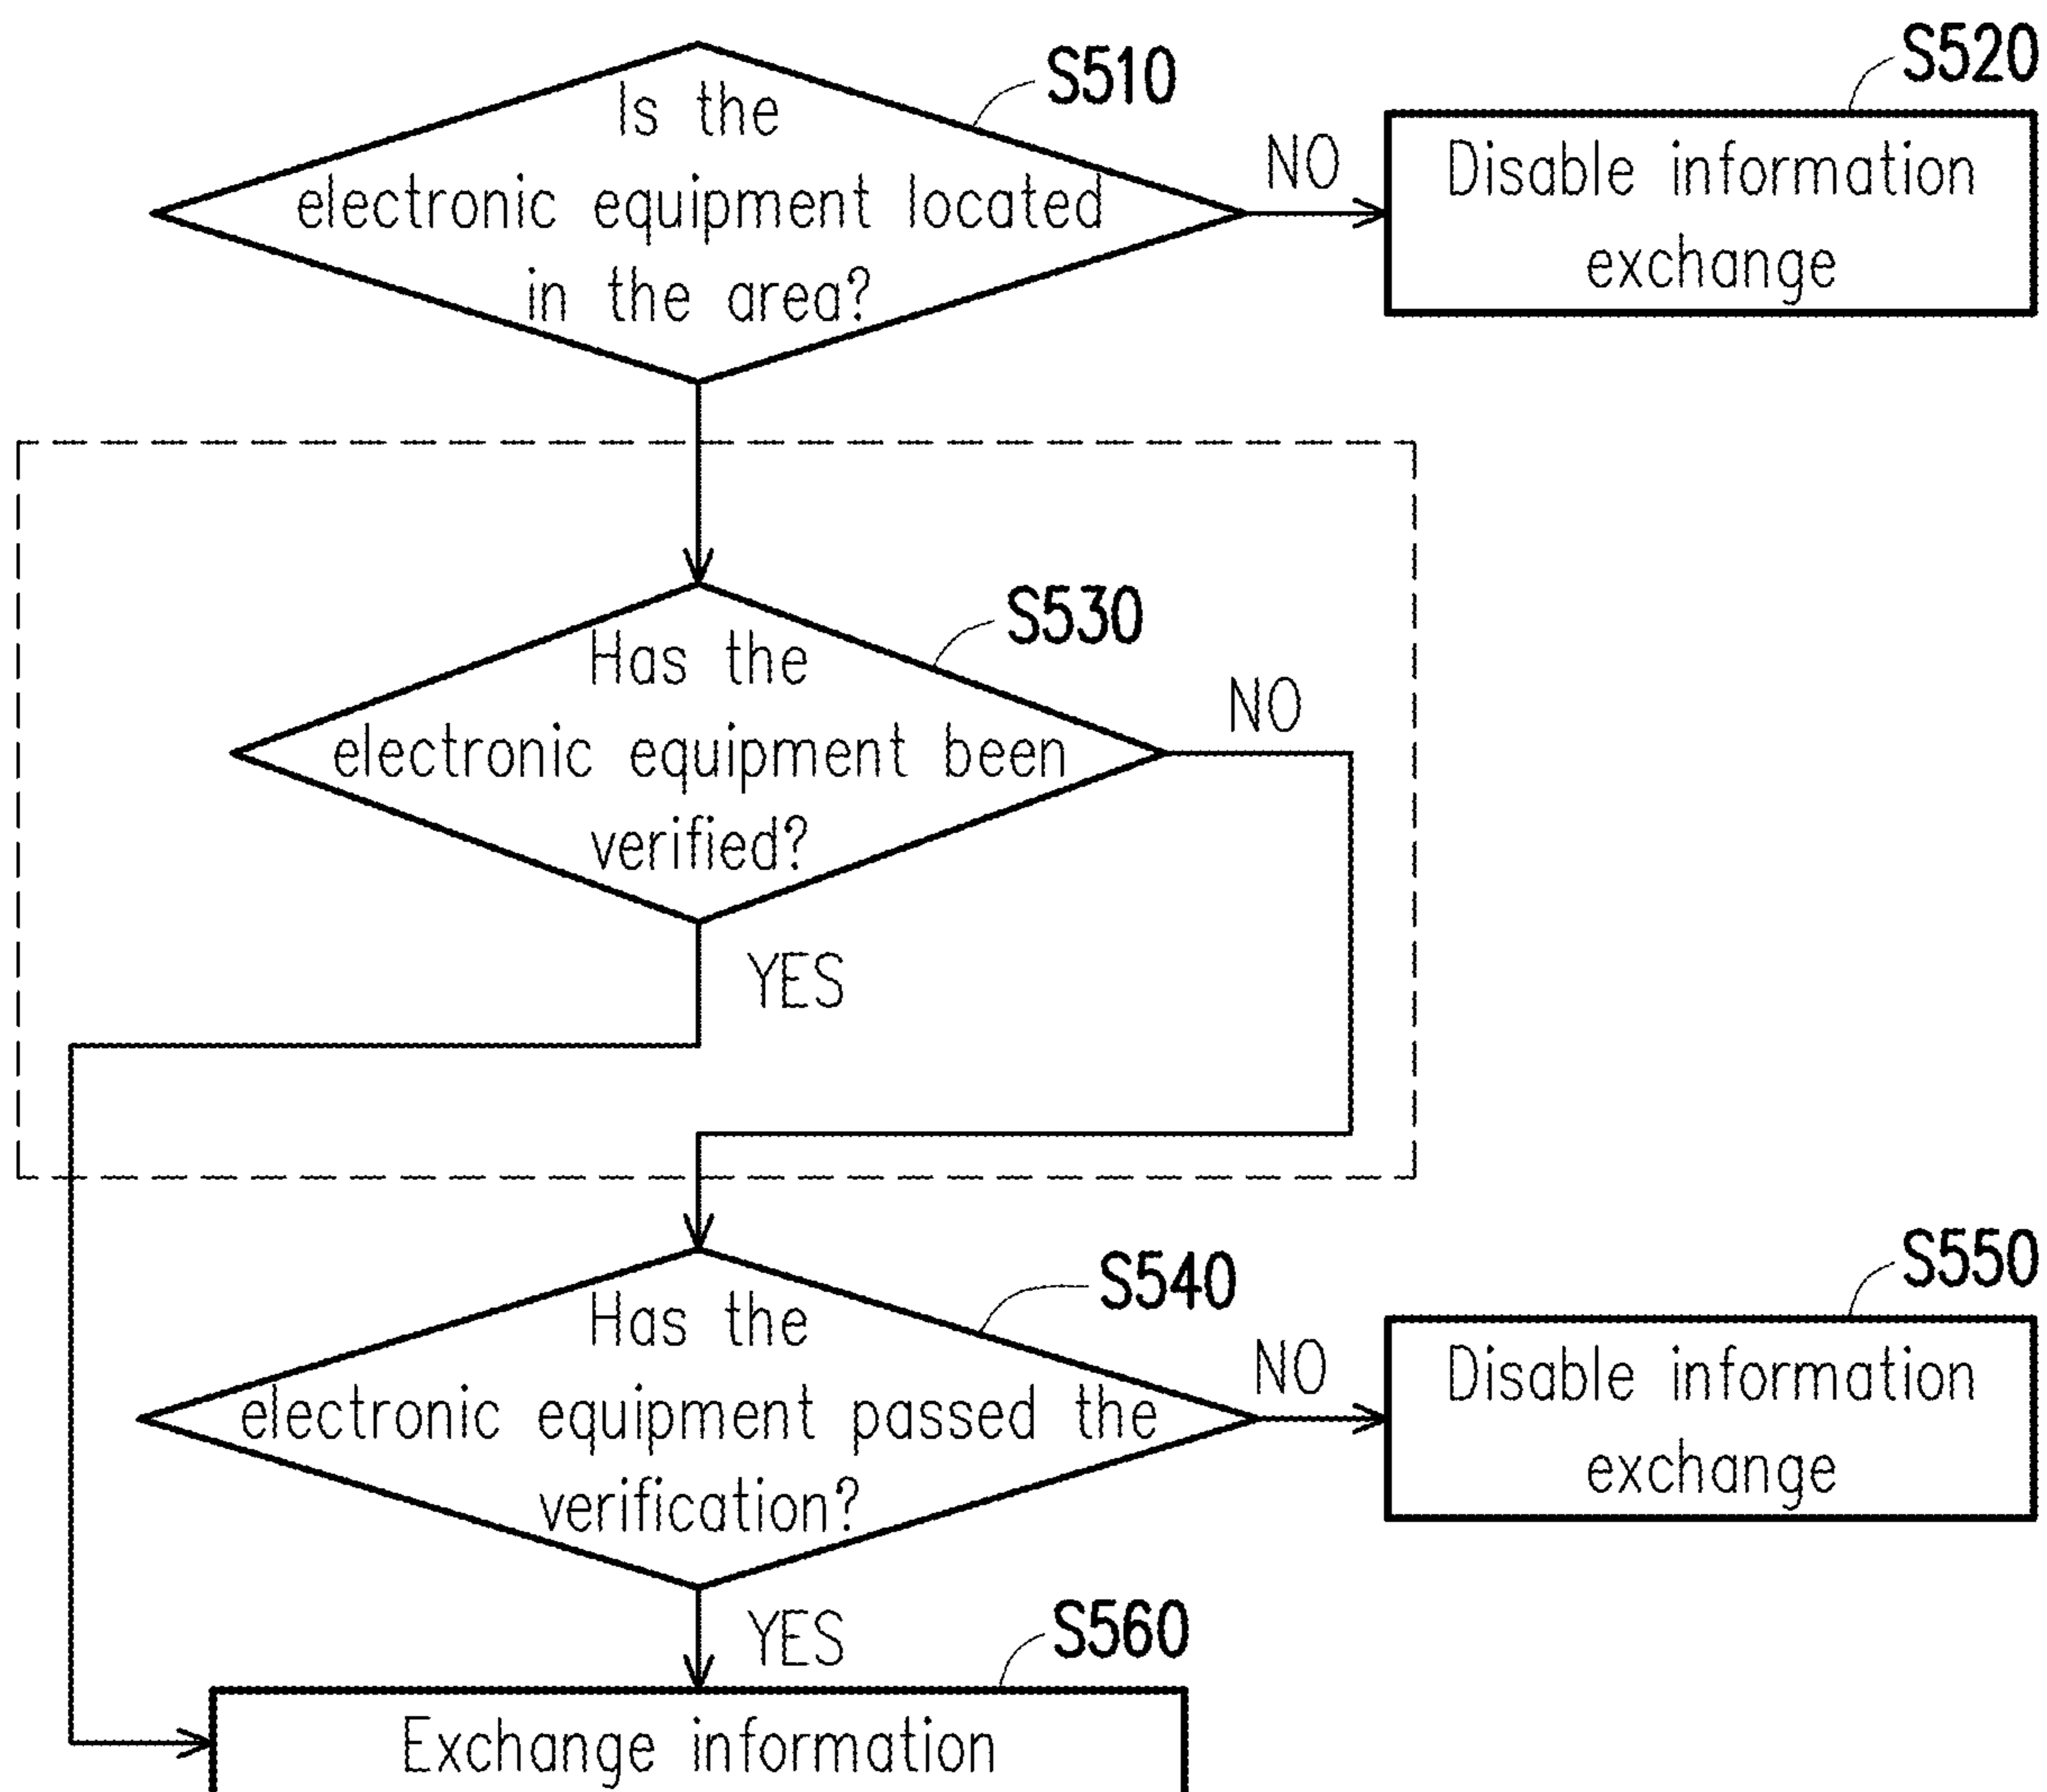 S510
Is the
electronic equipment located
in the area?
NO
S520
Disable information
exchange
S530
Has the
electronic equipment been
verified?
NO
YES
S540
Has the
electronic equipment passed the
verification?
NO
S550
Disable information
exchange
YES
S560
Exchange information